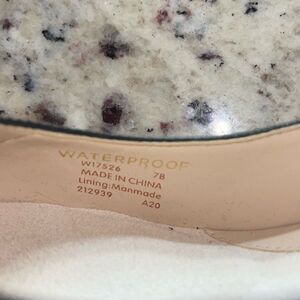 WATERPROOF
W17526 7B
MADE IN CHINA
Lining:Manmade
212939 A20